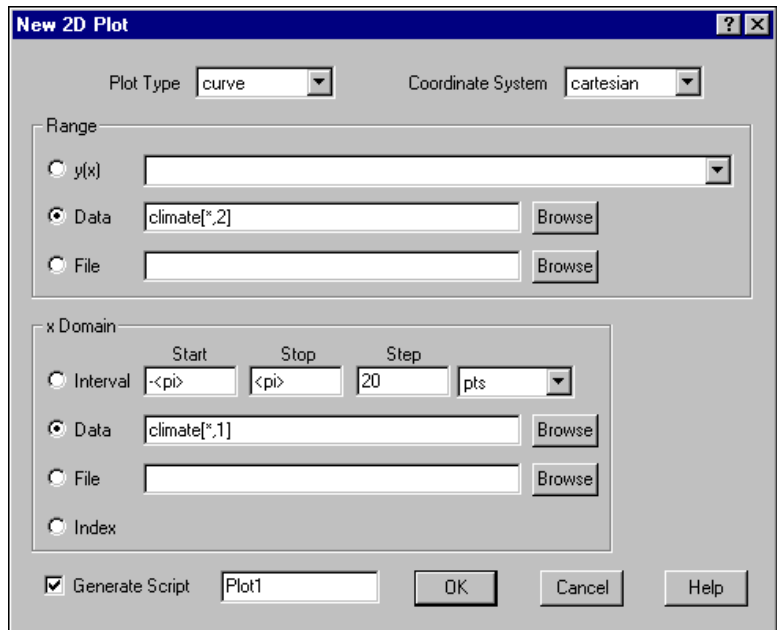 New 2D Plot
Plot Type curve Coordinate System cartesian
Range
y(x)
Data climate[*,2] Browse
File Browse
x Domain
Start Stop Step
Interval -<pi> <pi> 20 pts
Data climate[*,1] Browse
File Browse
Index
Generate Script Plot1 OK Cancel Help